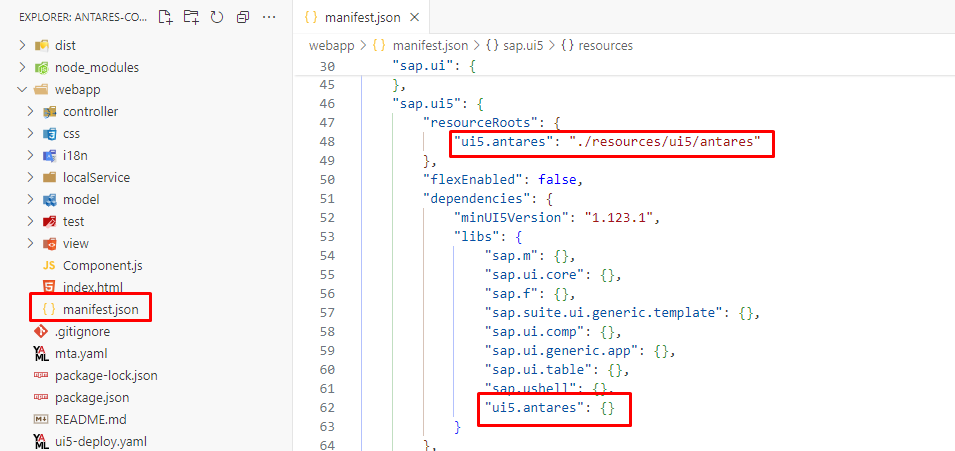 EXPLORER: ANTARES-CO...
dist
node_modules
webapp
controller
css
i18n
localService
model
test
view
JS Component.js
index.html
{ } manifest.json
.gitignore
YAML mta.yaml
package-lock.json
package.json
README.md
YAML ui5-deploy.yaml
{ } manifest.json ×
webapp > { } manifest.json > { } sap.ui5 > { } resources
30 "sap.ui": {
45 },
46 "sap.ui5": {
47 "resourceRoots": {
48 "ui5.antares": "./resources/ui5/antares"
49 },
50 "flexEnabled": false,
51 "dependencies": {
52 "minUI5Version": "1.123.1",
53 "libs": {
54 "sap.m": {},
55 "sap.ui.core": {},
56 "sap.f": {},
57 "sap.suite.ui.generic.template": {},
58 "sap.ui.comp": {},
59 "sap.ui.generic.app": {},
60 "sap.ui.table": {},
61 "sap.ushell": {},
62 "ui5.antares": {}
63 }
64 },